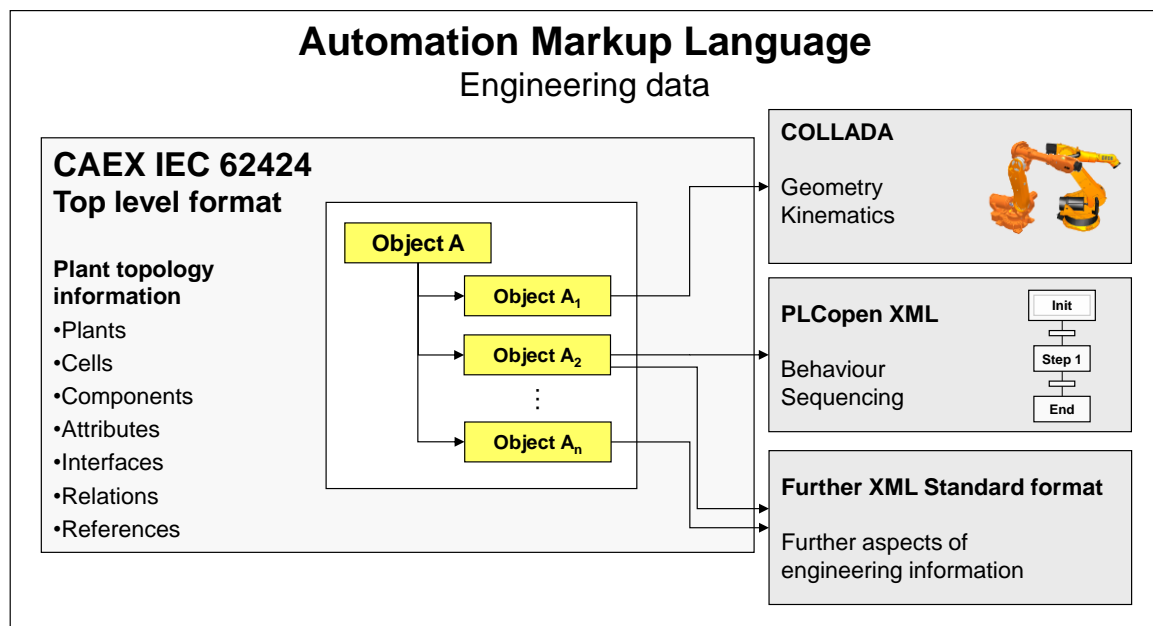 Automation Markup Language
Engineering data
CAEX IEC 62424
Top level format
Plant topology
information
•Plants
•Cells
•Components
•Attributes
•Interfaces
•Relations
•References
Object A
Object A₁
Object A₂
⋮
Object Aₙ
COLLADA
Geometry
Kinematics
PLCopen XML
Behaviour
Sequencing
Init
Step 1
End
Further XML Standard format
Further aspects of
engineering information